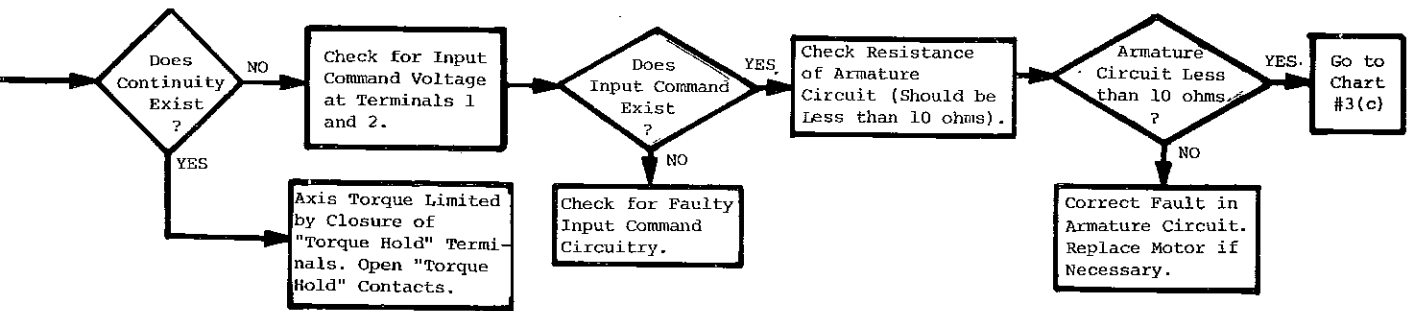 Does
Continuity
Exist
?
NO
YES
Check for Input
Command Voltage
at Terminals 1
and 2.
Axis Torque Limited
by Closure of
"Torque Hold" Termi-
nals. Open "Torque
Hold" Contacts.
Does
Input Command
Exist
?
YES
NO
Check for Faulty
Input Command
Circuitry.
Check Resistance
of Armature
Circuit (Should be
Less than 10 ohms).
Armature
Circuit Less
than 10 ohms.
?
YES.
NO
Correct Fault in
Armature Circuit.
Replace Motor if
Necessary.
Go to
Chart
#3(c)